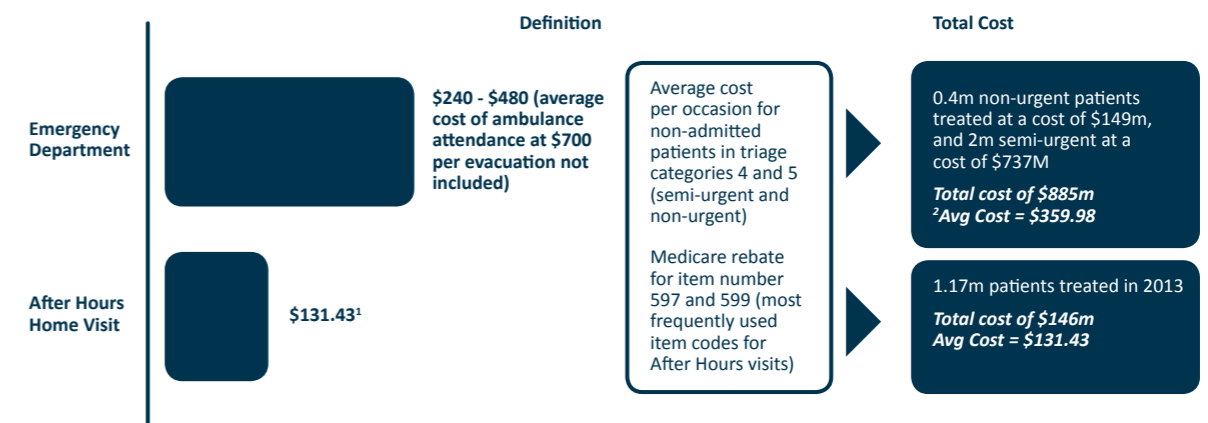 Definition
Total Cost
Emergency
Department
$240 - $480 (average
cost of ambulance
attendance at $700
per evacuation not
included)
Average cost
per occasion for
non-admitted
patients in triage
categories 4 and 5
(semi-urgent and
non-urgent)
0.4m non-urgent patients
treated at a cost of $149m,
and 2m semi-urgent at a
cost of $737M
Total cost of $885m
²Avg Cost = $359.98
After Hours
Home Visit
$131.43¹
Medicare rebate
for item number
597 and 599 (most
frequently used
item codes for
After Hours visits)
1.17m patients treated in 2013
Total cost of $146m
Avg Cost = $131.43